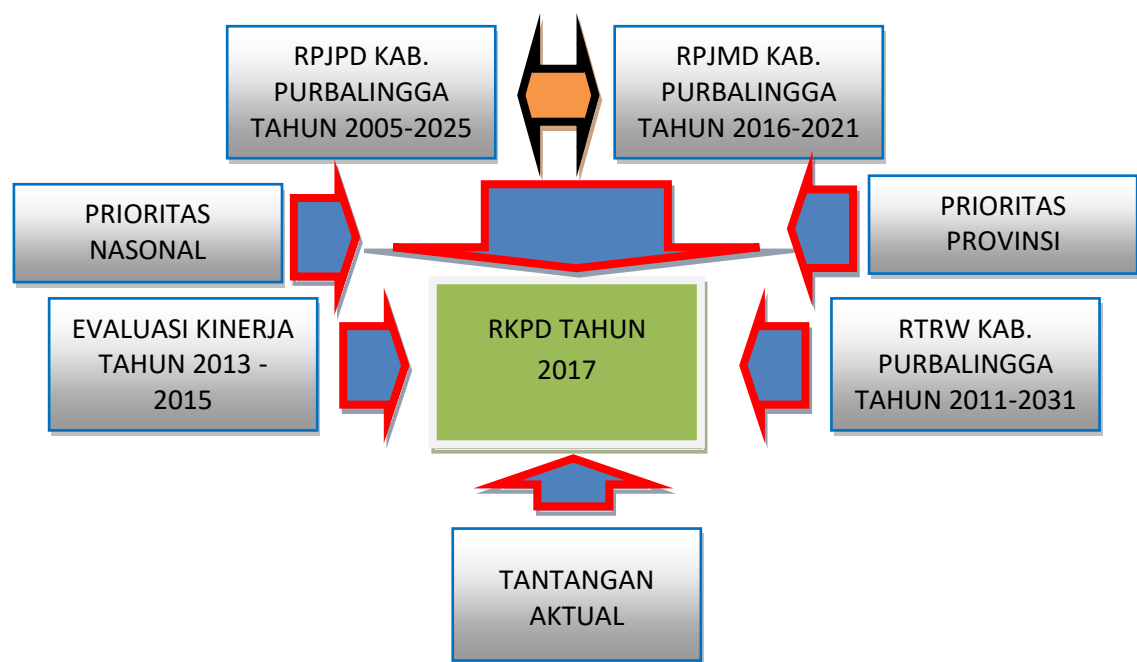 RPJPD KAB.
PURBALINGGA
TAHUN 2005-2025
RPJMD KAB.
PURBALINGGA
TAHUN 2016-2021
PRIORITAS
NASONAL
PRIORITAS
PROVINSI
EVALUASI KINERJA
TAHUN 2013 -
2015
RKPD TAHUN
2017
RTRW KAB.
PURBALINGGA
TAHUN 2011-2031
TANTANGAN
AKTUAL